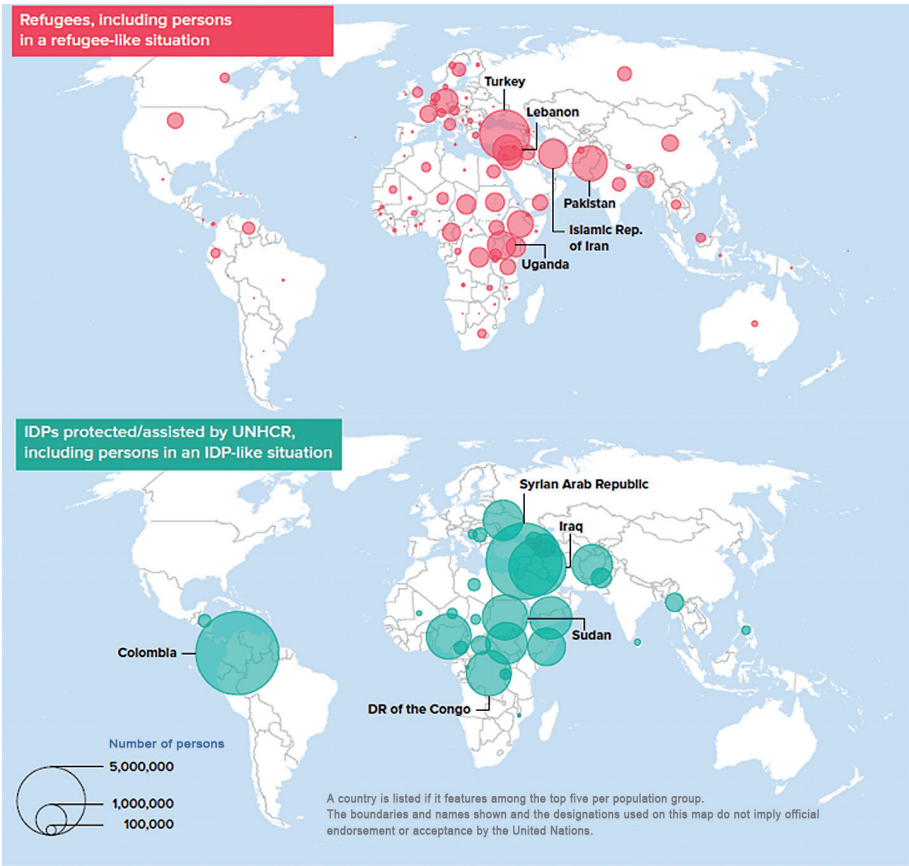 Refugees, including persons
in a refugee-like situation
Turkey
Lebanon
Pakistan
Islamic Rep.
of Iran
Uganda
IDPs protected/assisted by UNHCR,
including persons in an IDP-like situation
Syrian Arab Republic
Iraq
Sudan
Colombia
DR of the Congo
Number of persons
5,000,000
1,000,000
100,000
A country is listed if it features among the top five per population group.
The boundaries and names shown and the designations used on this map do not imply official
endorsement or acceptance by the United Nations.